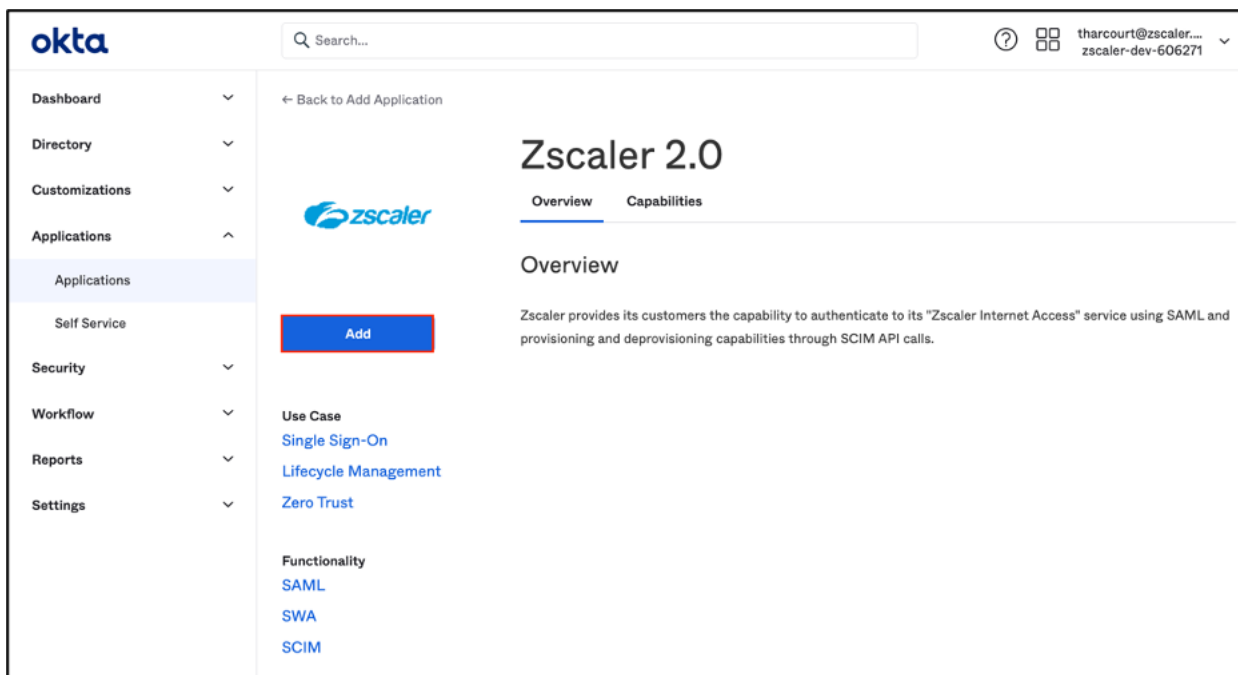 okta
Search...
tharcourt@zscaler....
zscaler-dev-606271
Dashboard
Directory
Customizations
Applications
Applications
Self Service
Security
Workflow
Reports
Settings
← Back to Add Application
zscaler
Add
Use Case
Single Sign-On
Lifecycle Management
Zero Trust
Functionality
SAML
SWA
SCIM
Zscaler 2.0
Overview Capabilities
Overview
Zscaler provides its customers the capability to authenticate to its "Zscaler Internet Access" service using SAML and
provisioning and deprovisioning capabilities through SCIM API calls.